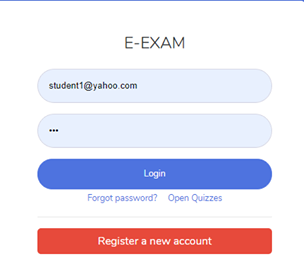 E-EXAM
student1@yahoo.com
•••
Login
Forgot password? Open Quizzes
Register a new account